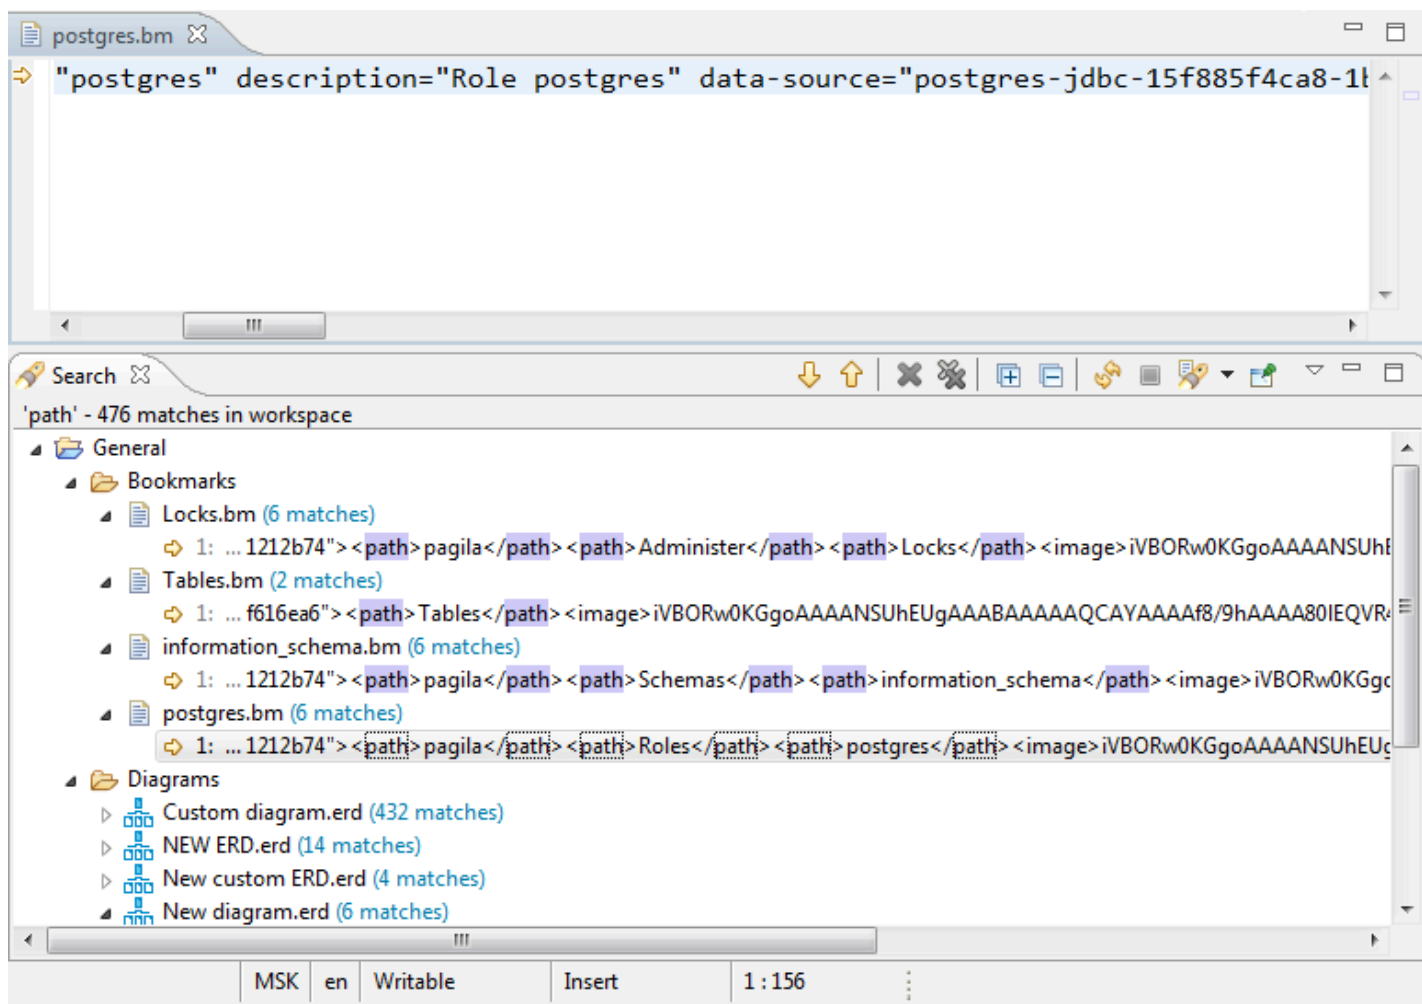 postgres.bm
"postgres" description="Role postgres" data-source="postgres-jdbc-15f885f4ca8-1
Search
'path' - 476 matches in workspace
General
Bookmarks
Locks.bm (6 matches)
1: ... 1212b74"><path>pagila</path><path>Administer</path><path>Locks</path><image>iVBORw0KGgoAAAANSUhE
Tables.bm (2 matches)
1: ... f616ea6"><path>Tables</path><image>iVBORw0KGgoAAAANSUhEUgAAABAAAAAQCAYAAAAf8/9hAAAA80lEQVR4
information_schema.bm (6 matches)
1: ... 1212b74"><path>pagila</path><path>Schemas</path><path>information_schema</path><image>iVBORw0KGgo
postgres.bm (6 matches)
1: ... 1212b74"><path>pagila</path><path>Roles</path><path>postgres</path><image>iVBORw0KGgoAAAANSUhEUg
Diagrams
Custom diagram.erd (432 matches)
NEW ERD.erd (14 matches)
New custom ERD.erd (4 matches)
New diagram.erd (6 matches)
MSK en Writable Insert 1 : 156